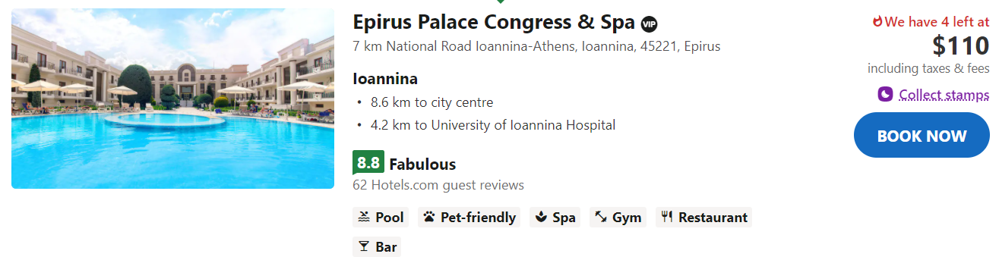 Epirus Palace Congress & Spa VIP
7 km National Road Ioannina-Athens, Ioannina, 45221, Epirus
Ioannina
• 8.6 km to city centre
• 4.2 km to University of Ioannina Hospital
8.8 Fabulous
62 Hotels.com guest reviews
Pool Pet-friendly Spa Gym Restaurant
Bar
We have 4 left at
$110
including taxes & fees
Collect stamps
BOOK NOW